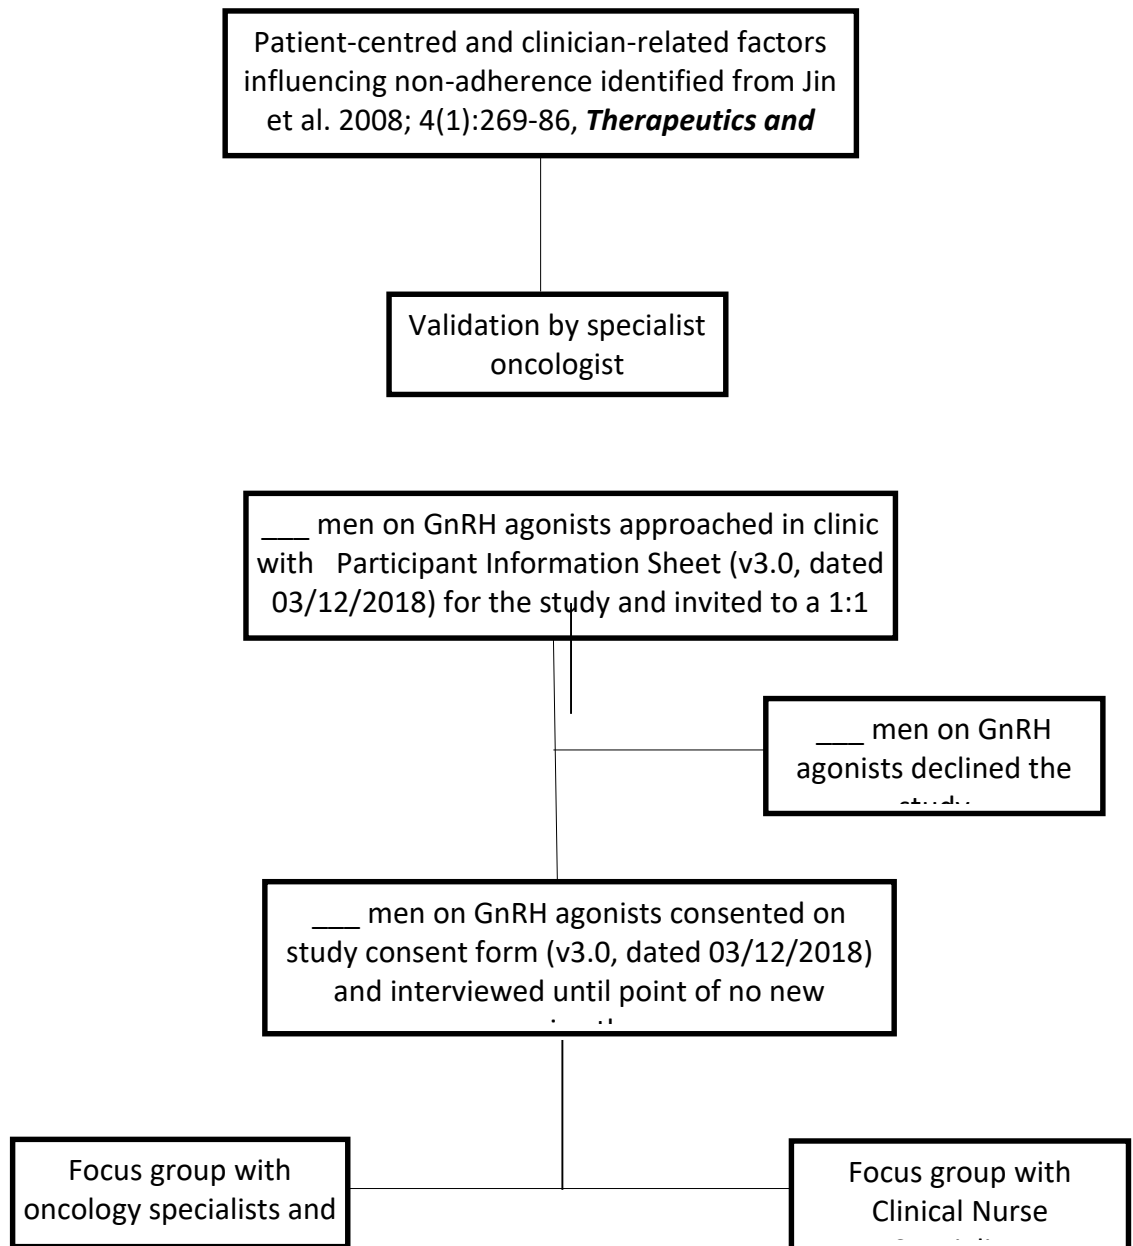 Patient-centred and clinician-related factors
influencing non-adherence identified from Jin
et al. 2008; 4(1):269-86, Therapeutics and
Validation by specialist
oncologist
___ men on GnRH agonists approached in clinic
with   Participant Information Sheet (v3.0, dated
03/12/2018) for the study and invited to a 1:1
___ men on GnRH
agonists declined the
study
___ men on GnRH agonists consented on
study consent form (v3.0, dated 03/12/2018)
and interviewed until point of no new
Focus group with
oncology specialists and
Focus group with
Clinical Nurse